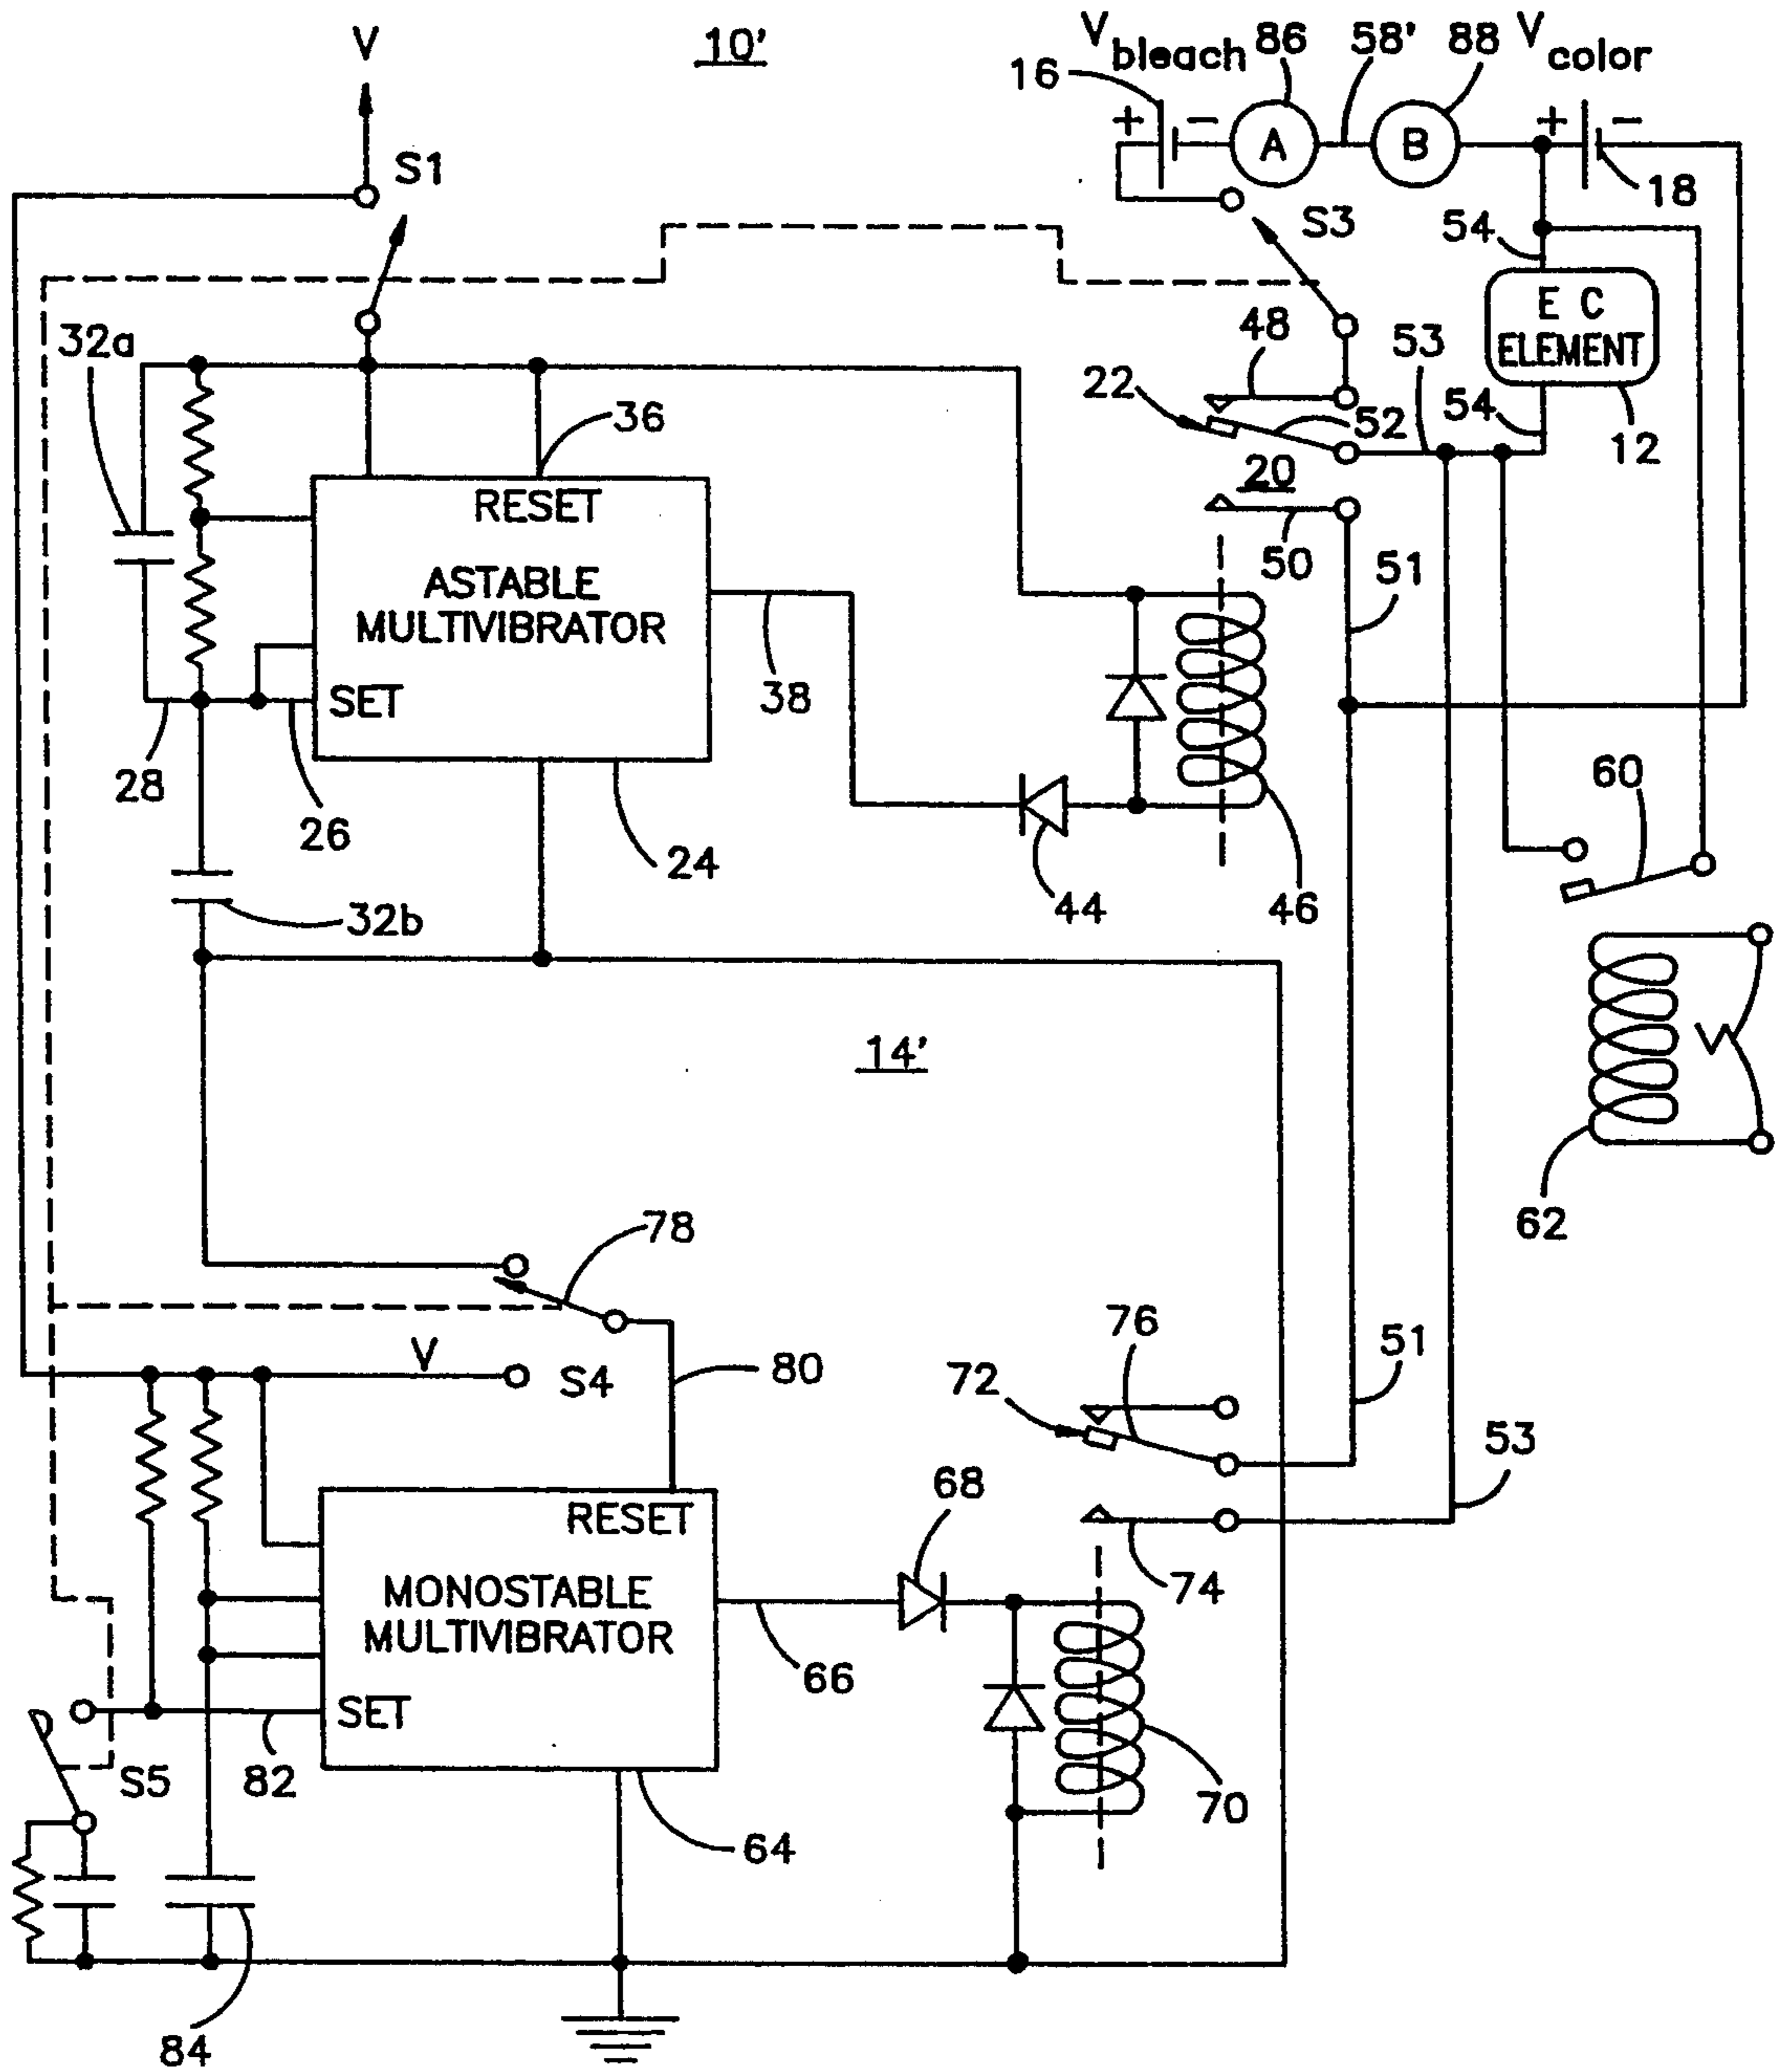 V
10'
V bleach
86
58'
88
V color
16
+
−
A
B
+
−
18
S1
S3
54
E C
ELEMENT
32a
48
53
22
52
54
12
36
20
RESET
50
51
ASTABLE
MULTIVIBRATOR
38
SET
28
26
24
44
46
60
32b
14'
V
62
78
V
S4
80
76
51
72
53
RESET
68
MONOSTABLE
MULTIVIBRATOR
74
66
SET
S5
82
70
64
84